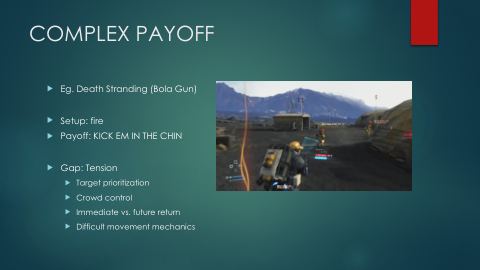 COMPLEX PAYOFF
Eg. Death Stranding (Bola Gun)
Setup: fire
Payoff: KICK EM IN THE CHIN
Gap: Tension
Target prioritization
Crowd control
Immediate vs. future return
Difficult movement mechanics